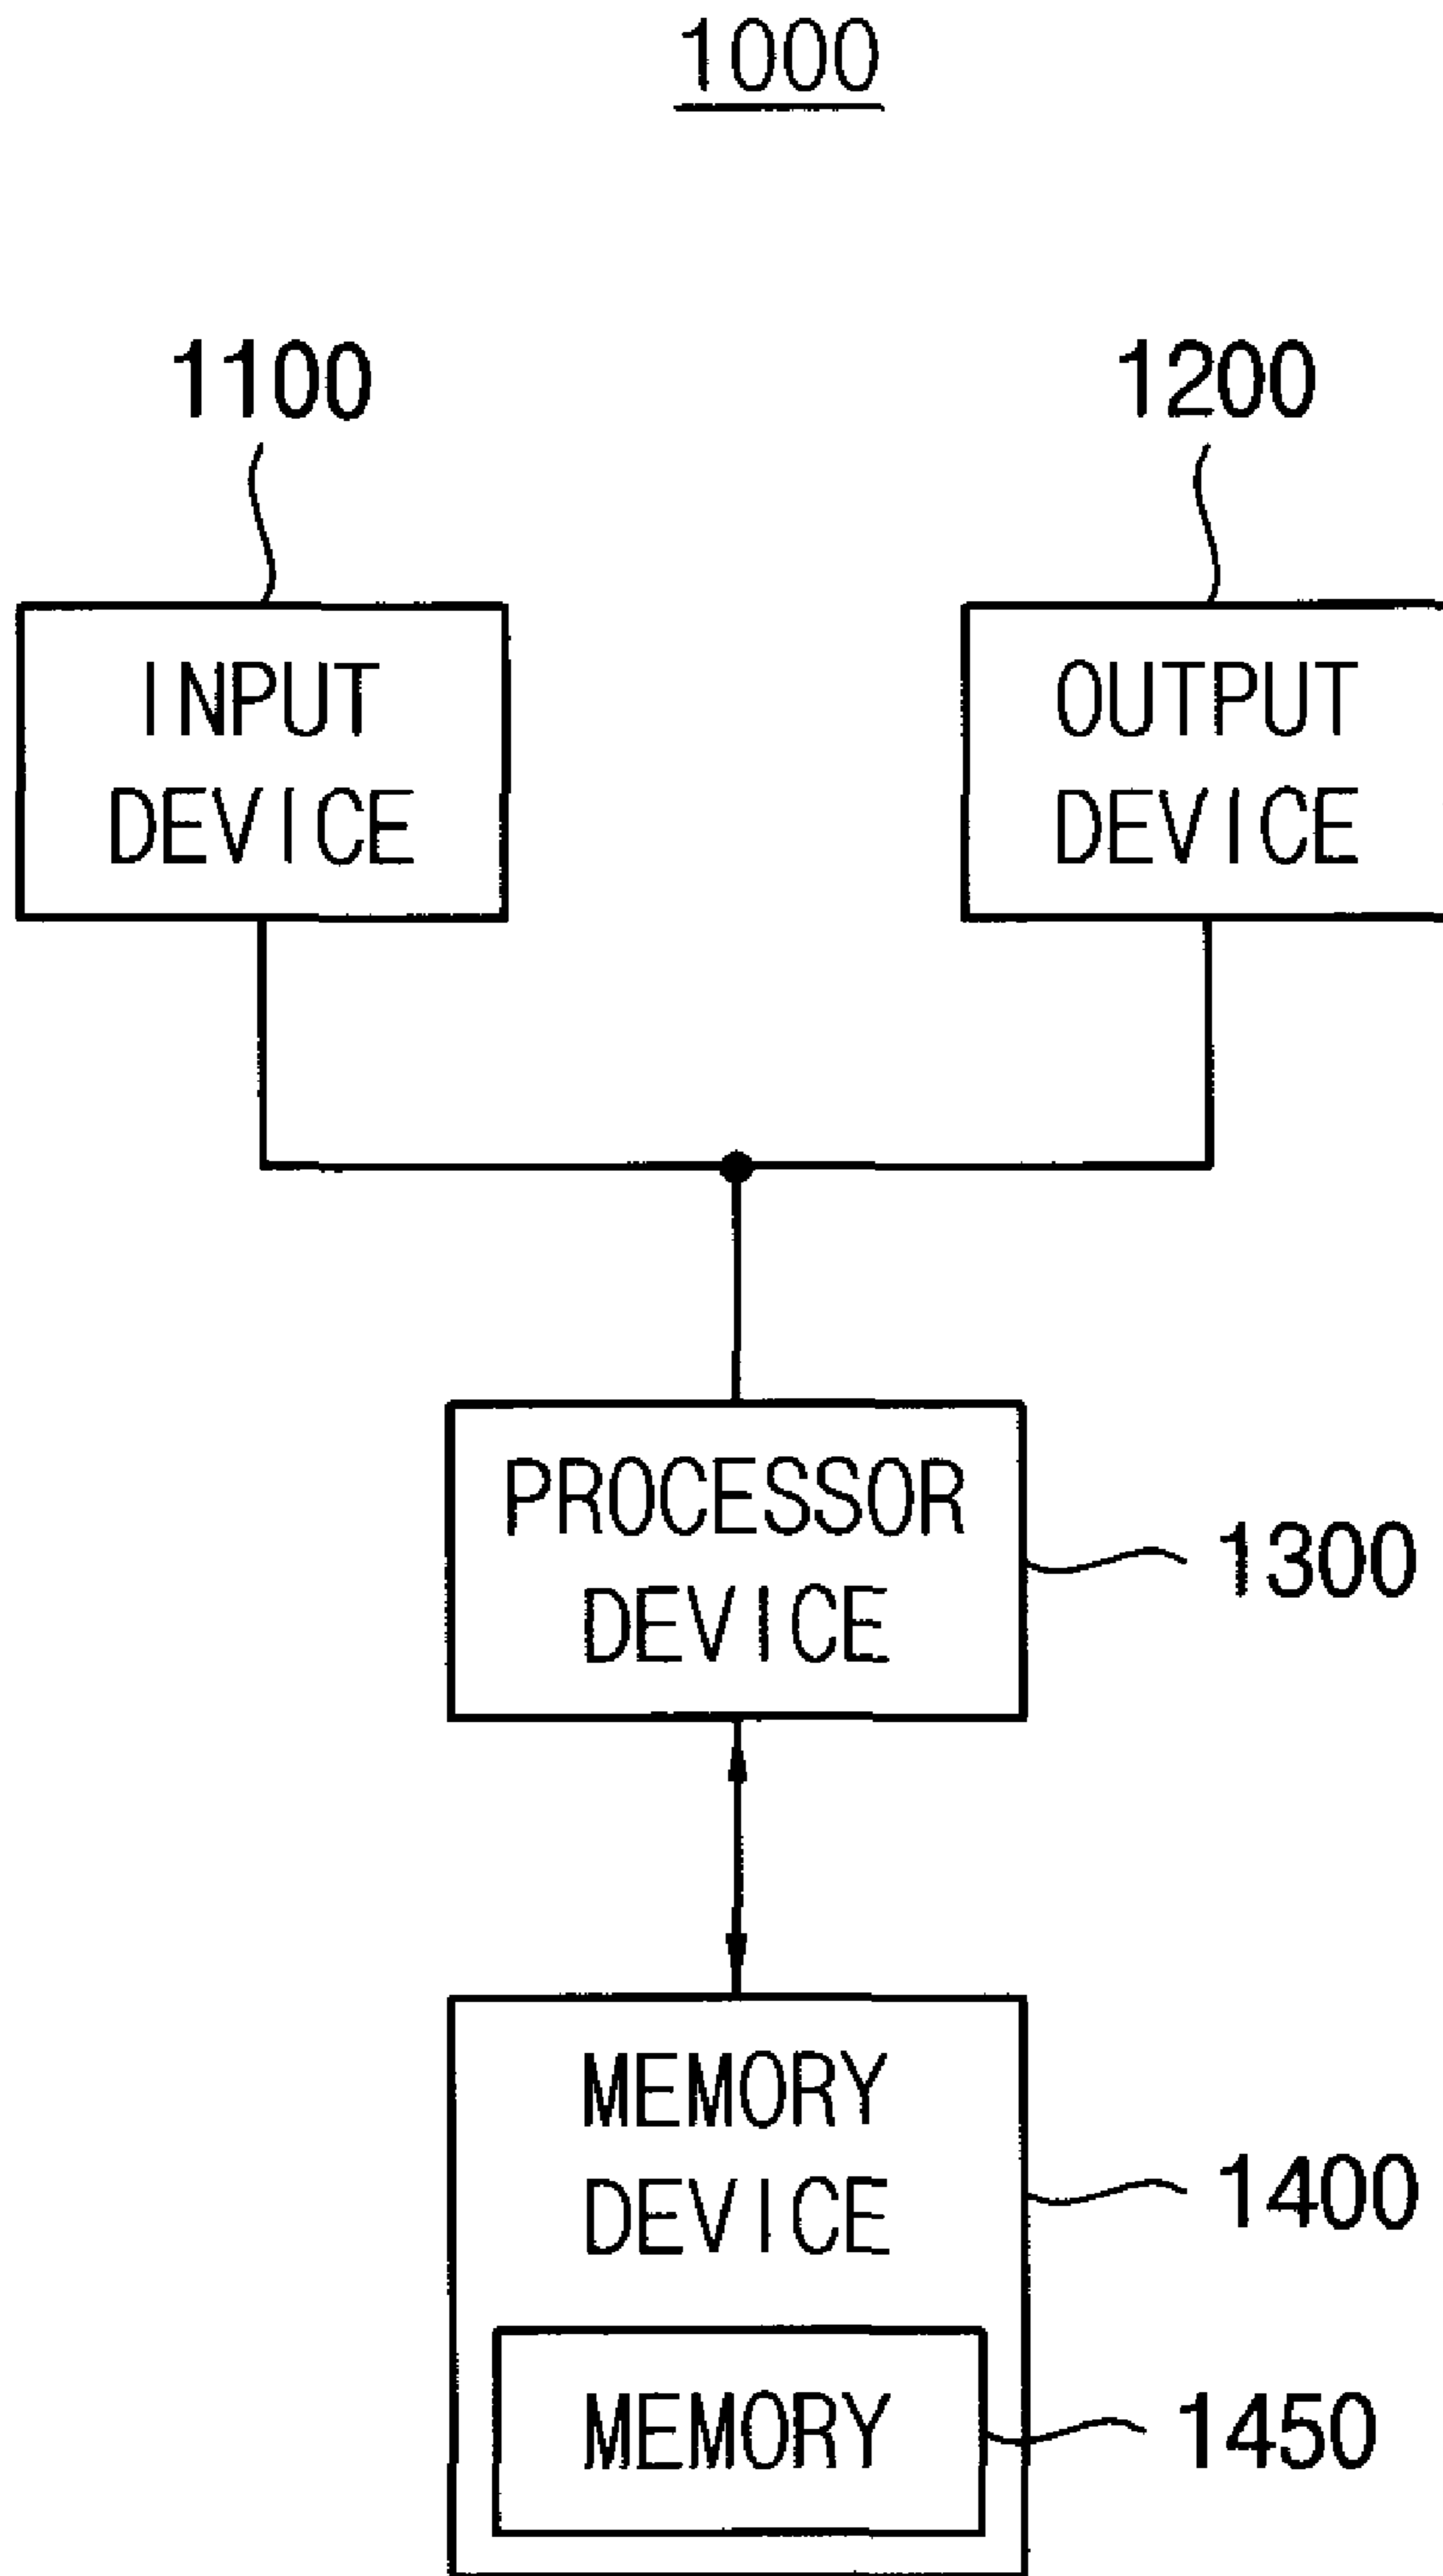 1000
1100
1200
INPUT
DEVICE
OUTPUT
DEVICE
PROCESSOR
DEVICE
1300
MEMORY
DEVICE
1400
MEMORY
1450